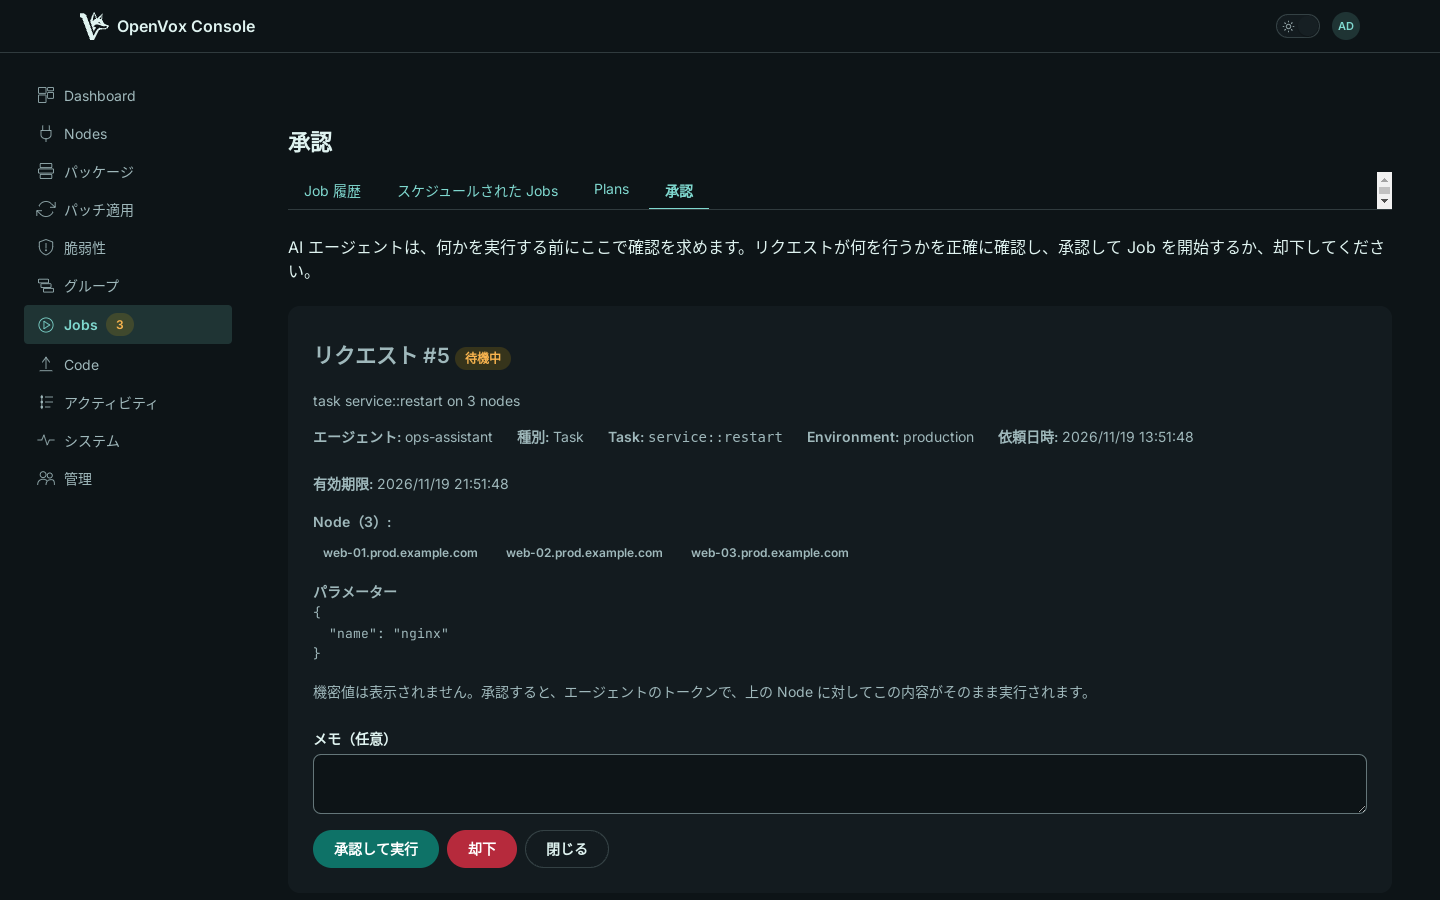 OpenVox Console
AD
Dashboard
Nodes
パッケージ
パッチ適用
脆弱性
グループ
Jobs 3
Code
アクティビティ
システム
管理
承認
Job 履歴 スケジュールされた Jobs Plans 承認
AI エージェントは、何かを実行する前にここで確認を求めます。リクエストが何を行うかを正確に確認し、承認して Job を開始するか、却下してくださ
い。
リクエスト #5 待機中
task service::restart on 3 nodes
エージェント: ops-assistant 種別: Task Task: service::restart Environment: production 依頼日時: 2026/11/19 13:51:48
有効期限: 2026/11/19 21:51:48
Node（3）:
web-01.prod.example.com web-02.prod.example.com web-03.prod.example.com
パラメーター
{
"name": "nginx"
}
機密値は表示されません。承認すると、エージェントのトークンで、上の Node に対してこの内容がそのまま実行されます。
メモ（任意）
承認して実行 却下 閉じる